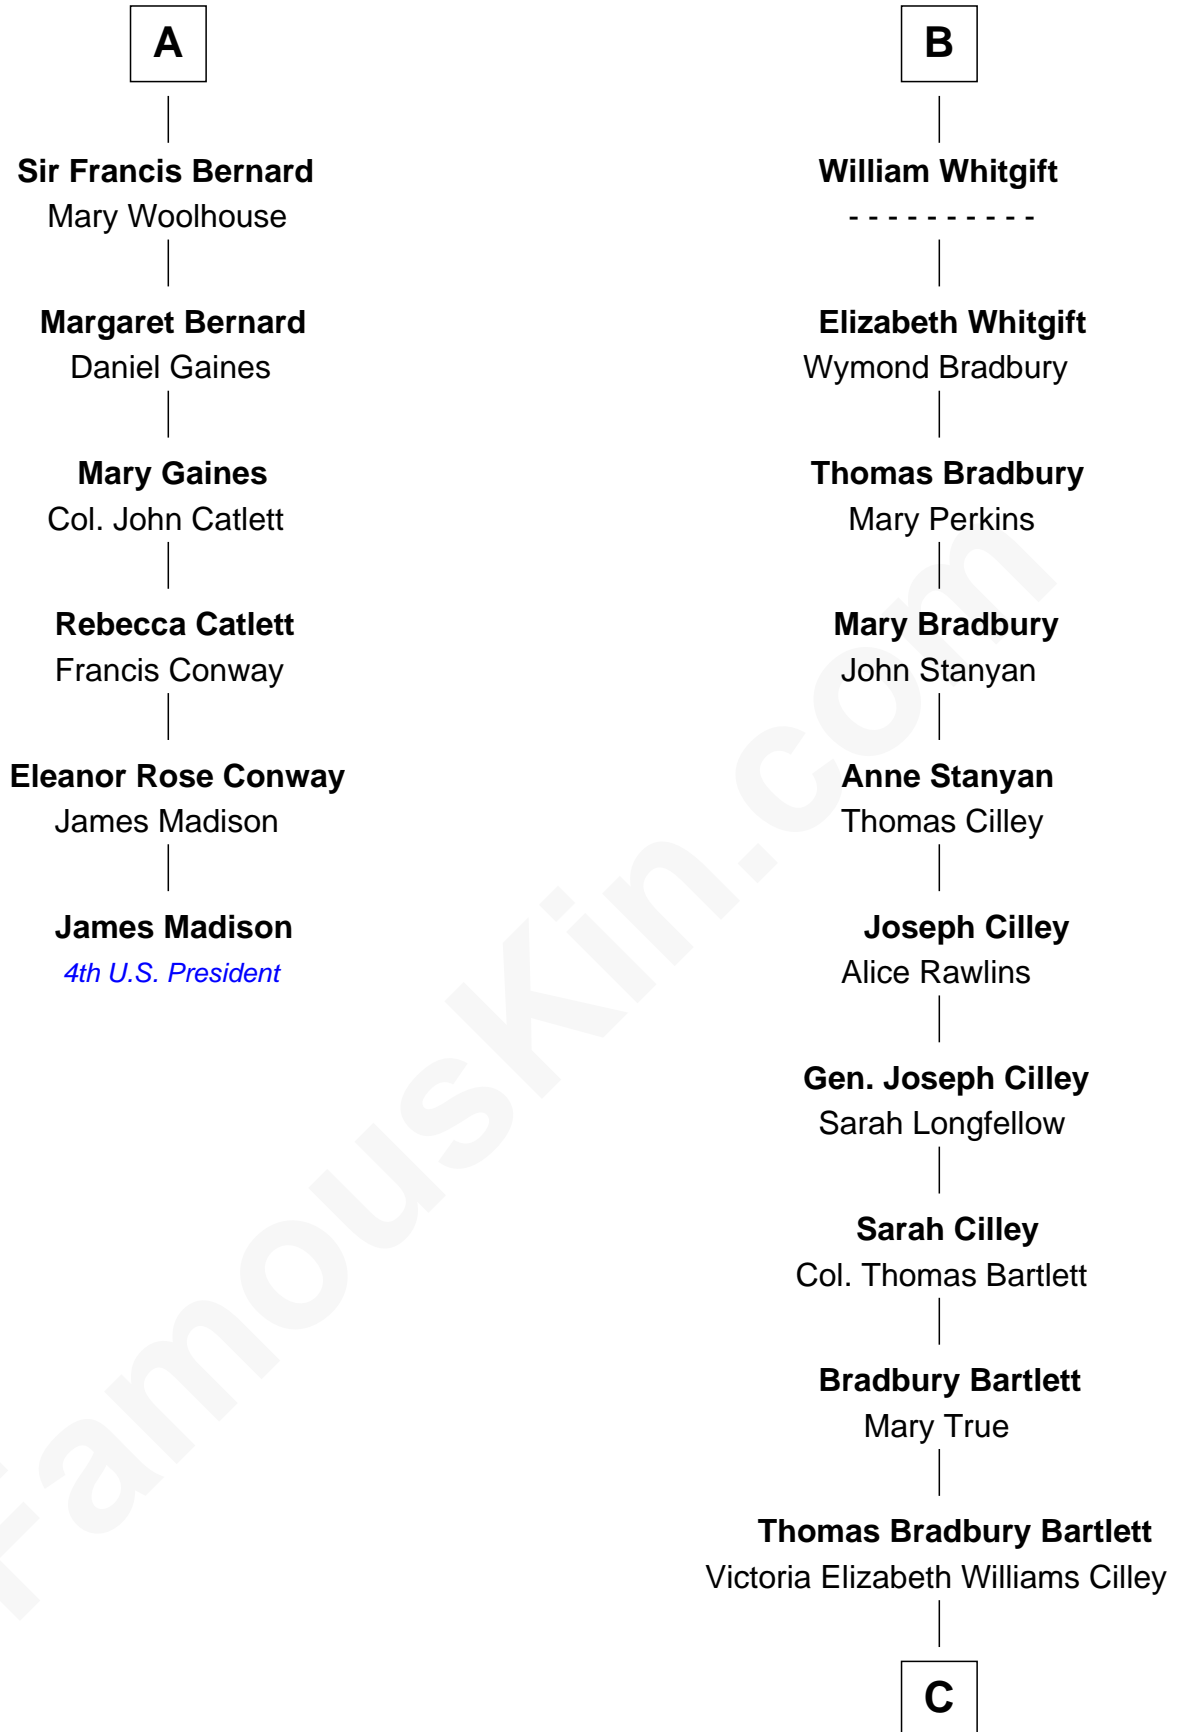 A
Sir Francis Bernard
Mary Woolhouse
Margaret Bernard
Daniel Gaines
Mary Gaines
Col. John Catlett
Rebecca Catlett
Francis Conway
Eleanor Rose Conway
James Madison
James Madison
4th U.S. President
B
William Whitgift
- - - - - - - - - -
Elizabeth Whitgift
Wymond Bradbury
Thomas Bradbury
Mary Perkins
Mary Bradbury
John Stanyan
Anne Stanyan
Thomas Cilley
Joseph Cilley
Alice Rawlins
Gen. Joseph Cilley
Sarah Longfellow
Sarah Cilley
Col. Thomas Bartlett
Bradbury Bartlett
Mary True
Thomas Bradbury Bartlett
Victoria Elizabeth Williams Cilley
C
FamousKin.com